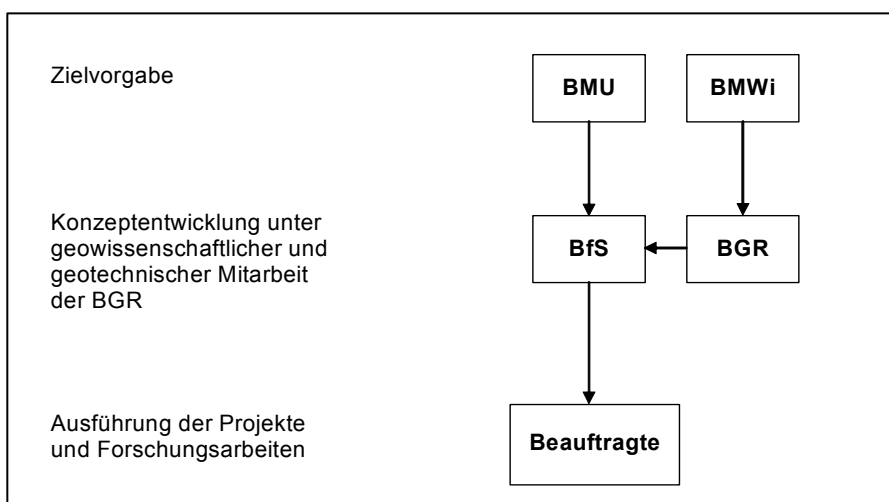 Zielvorgabe
BMU
BMWi
Konzeptentwicklung unter
geowissenschaftlicher und
geotechnischer Mitarbeit
der BGR
BfS
BGR
Ausführung der Projekte
und Forschungsarbeiten
Beauftragte